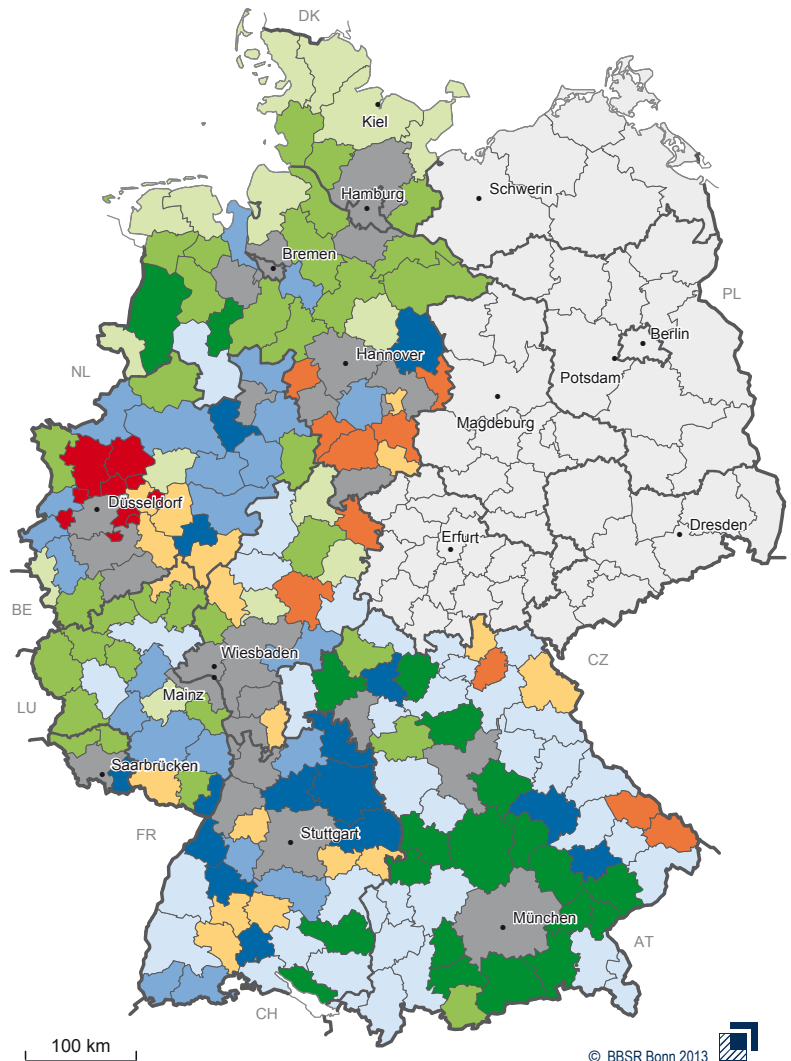 DK
Kiel
Schwerin
Hamburg
Bremen
PL
Berlin
Hannover
NL
Potsdam
Magdeburg
Düsseldorf
Dresden
Erfurt
BE
Wiesbaden
CZ
Mainz
LU
Saarbrücken
FR
Stuttgart
München
AT
CH
100 km
© BBSR Bonn 2013